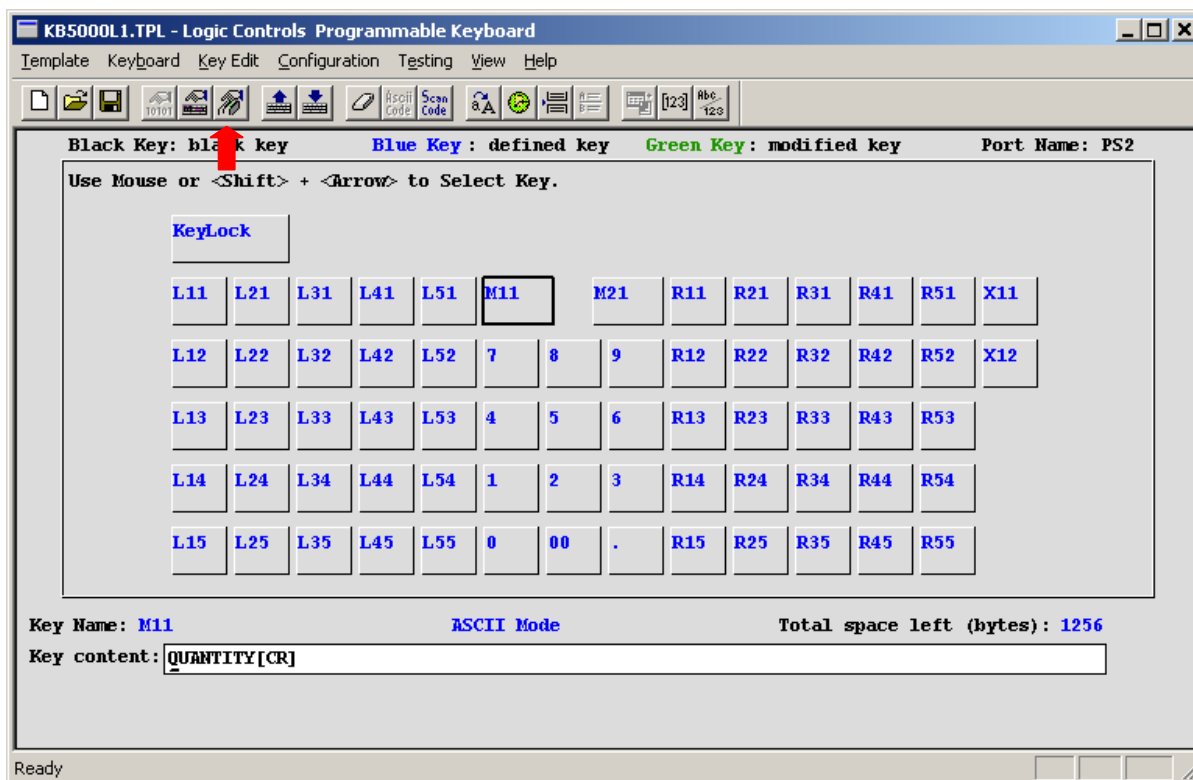 KB5000L1.TPL - Logic Controls Programmable Keyboard
Template Keyboard Key Edit Configuration Testing View Help
10101 Ascii Code Scan Code a A [123] Abc 123
Black Key: bla k key Blue Key : defined key Green Key : modified key Port Name: PS2
Use Mouse or <Shift> + <Arrow> to Select Key.
KeyLock
L11 L21 L31 L41 L51 M11 M21 R11 R21 R31 R41 R51 X11
L12 L22 L32 L42 L52 7 8 9 R12 R22 R32 R42 R52 X12
L13 L23 L33 L43 L53 4 5 6 R13 R23 R33 R43 R53
L14 L24 L34 L44 L54 1 2 3 R14 R24 R34 R44 R54
L15 L25 L35 L45 L55 0 00 . R15 R25 R35 R45 R55
Key Name: M11 ASCII Mode Total space left (bytes): 1256
Key content: QUANTITY[CR]
Ready